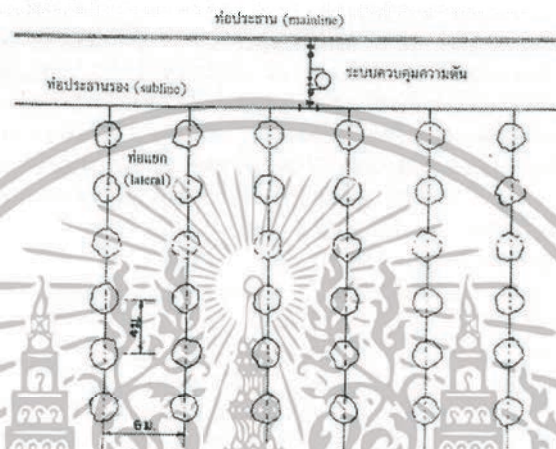 ท่อประธาน (mainline)
ระบบควบคุมความดัน
ท่อประธานรอง (subline)
ท่อแยก
(lateral)
4 ม.
6 ม.